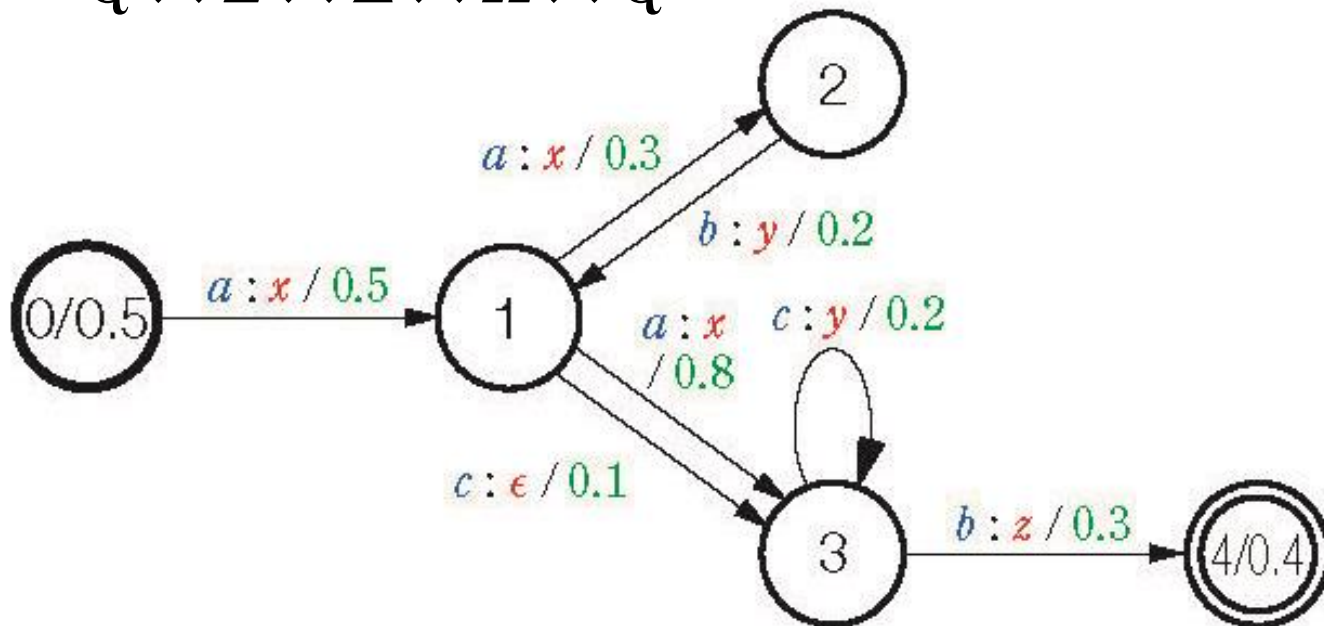 2
a : x / 0.3
b : y / 0.2
0/0.5
a : x / 0.5
1
a : x
/ 0.8
c : y / 0.2
c : ϵ / 0.1
3
b : z / 0.3
4/0.4